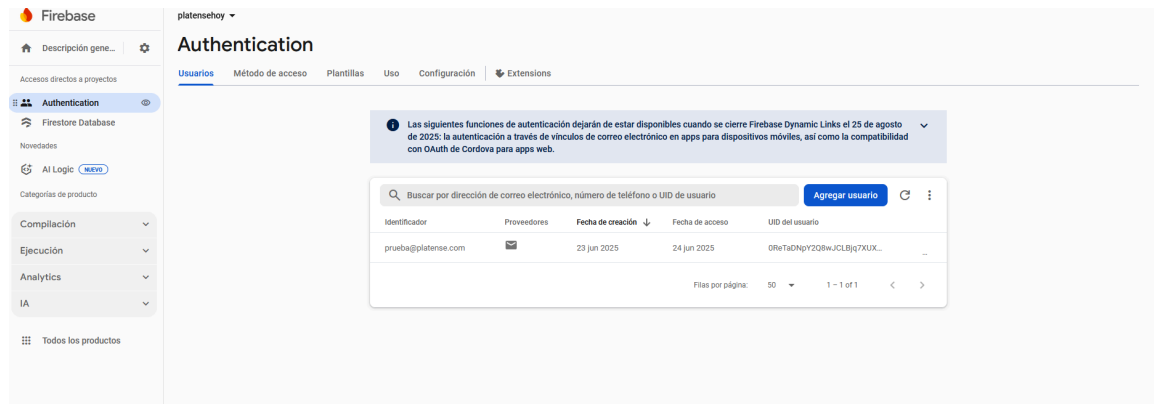 Firebase
platensehoy
Descripción gene...
Authentication
Accesos directos a proyectos
Usuarios Método de acceso Plantillas Uso Configuración Extensions
Authentication
Firestore Database
Novedades
AI Logic NUEVO
Categorías de producto
Compilación
Ejecución
Analytics
IA
Todos los productos
Las siguientes funciones de autenticación dejarán de estar disponibles cuando se cierre Firebase Dynamic Links el 25 de agosto
de 2025: la autenticación a través de vínculos de correo electrónico en apps para dispositivos móviles, así como la compatibilidad
con OAuth de Cordova para apps web.
Buscar por dirección de correo electrónico, número de teléfono o UID de usuario Agregar usuario
Identificador Proveedores Fecha de creación Fecha de acceso UID del usuario
prueba@platense.com 23 jun 2025 24 jun 2025 0ReTaDNpY2Q8wJCLBjq7XUX...
Filas por página: 50 1 – 1 of 1